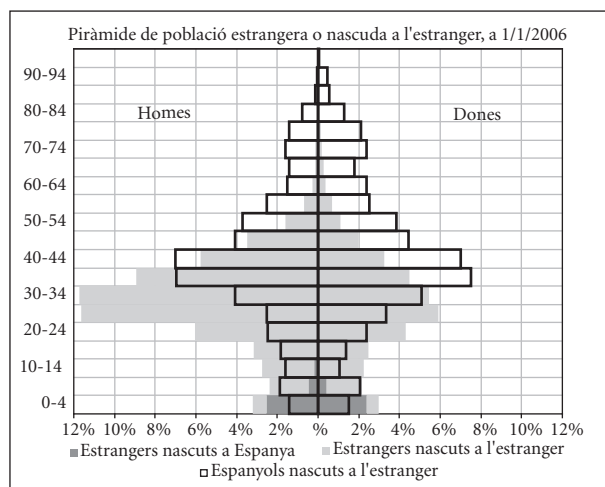 Piràmide de població estrangera o nascuda a l'estranger, a 1/1/2006
90-94
Homes
Dones
80-84
70-74
60-64
50-54
40-44
30-34
20-24
10-14
0-4
12% 10% 8% 6% 4% 2% 0% 2% 4% 6% 8% 10% 12%
Estrangers nascuts a Espanya Estrangers nascuts a l'estranger
Espanyols nascuts a l'estranger